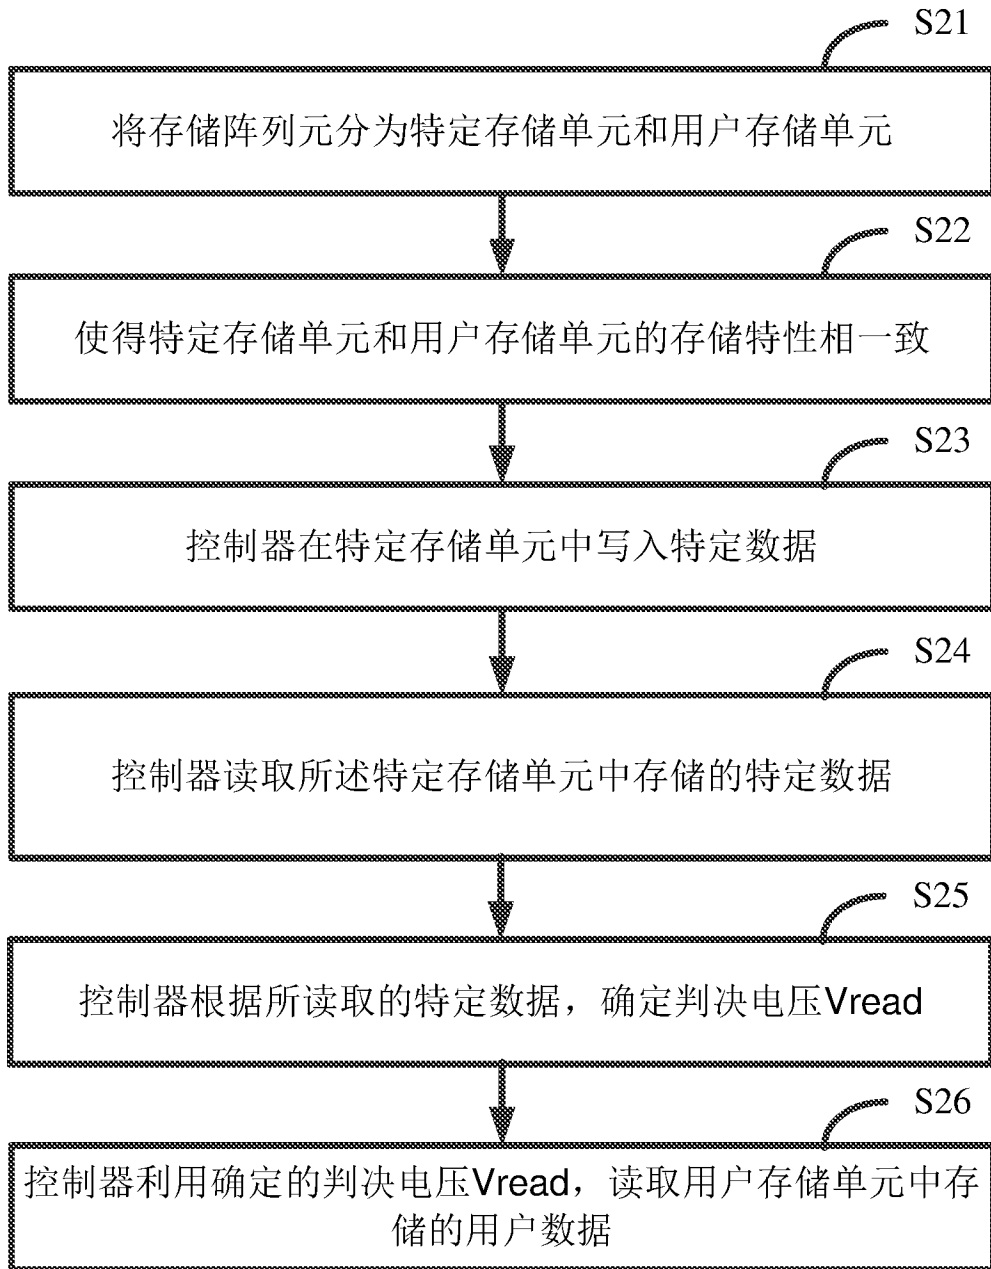 S21
将存储阵列元分为特定存储单元和用户存储单元
S22
使得特定存储单元和用户存储单元的存储特性相一致
S23
控制器在特定存储单元中写入特定数据
S24
控制器读取所述特定存储单元中存储的特定数据
S25
控制器根据所读取的特定数据，确定判决电压Vread
S26
控制器利用确定的判决电压Vread，读取用户存储单元中存
储的用户数据